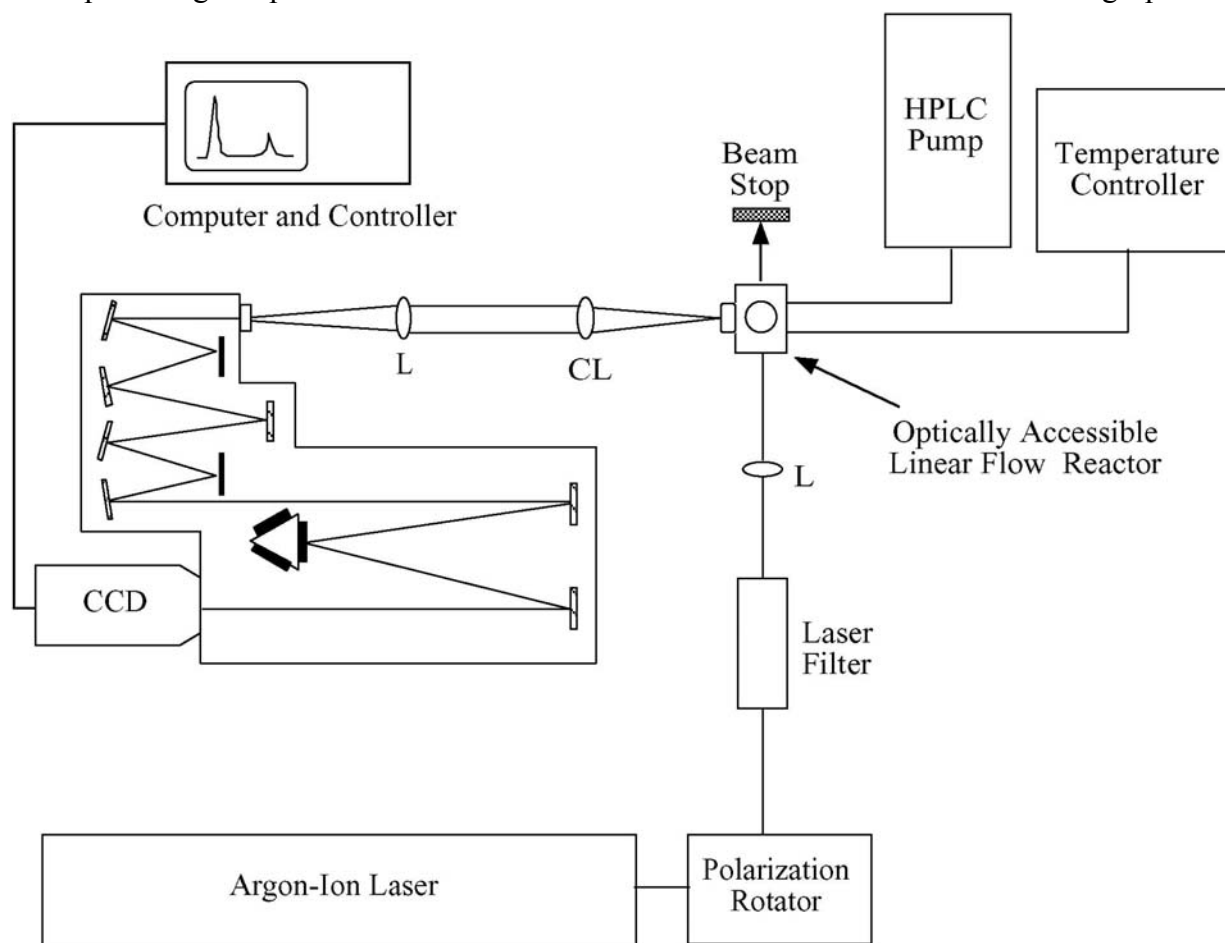 HPLC
Pump
Temperature
Controller
Beam
Stop
Computer and Controller
L
CL
Optically Accessible
Linear Flow Reactor
L
CCD
Laser
Filter
Argon-Ion Laser
Polarization
Rotator